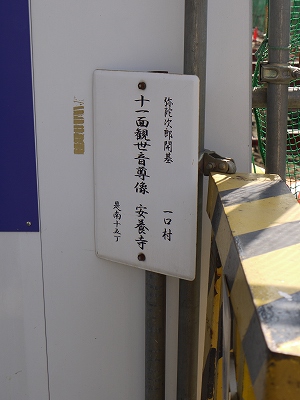 弥陀次郎開基 一口村
十一面観世音尊像 安養寺
是南十五丁